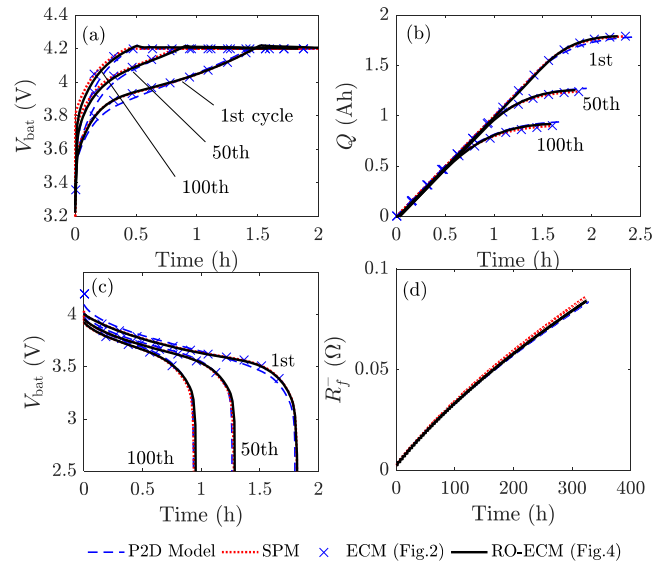 (a)
4.2
4
3.8
3.6
3.4
3.2
V_bat (V)
1st cycle
50th
100th
0 0.5 1 1.5 2
Time (h)
(b)
2
1.5
1
0.5
0
Q (Ah)
1st
50th
100th
0 0.5 1 1.5 2 2.5
Time (h)
(c)
4
3.5
3
2.5
V_bat (V)
1st
100th
50th
0 0.5 1 1.5 2
Time (h)
(d)
0.1
0.05
0
R_f^- (Ω)
0 100 200 300 400
Time (h)
P2D Model SPM × ECM (Fig.2) RO-ECM (Fig.4)